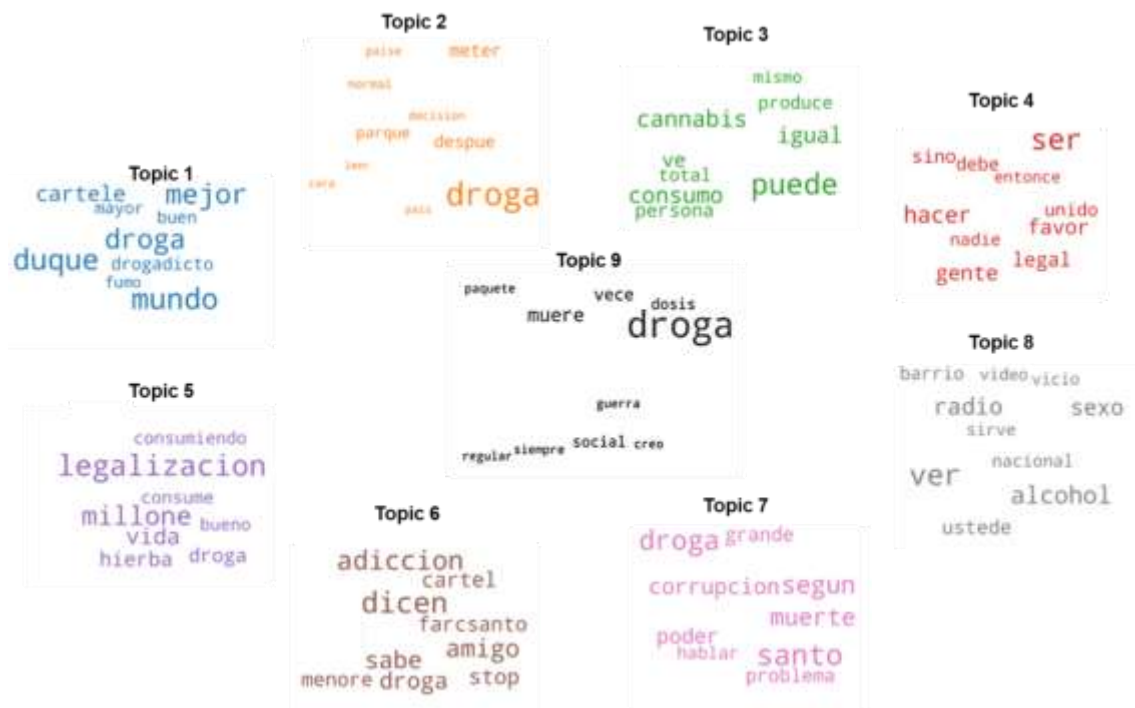 Topic 1
cartele mejor
mayor buen
droga
duque drogadicto
fumo
mundo
Topic 2
paise meter
normal
decision
parque despue
leer
cara droga
pais
Topic 3
mismo
cannabis produce
igual
ve
total puede
consumo
persona
Topic 4
ser
sino debe
entonce
hacer unido
favor
nadie
gente legal
Topic 5
consumiendo
legalizacion
consume
millone bueno
vida
hierba droga
Topic 9
paquete vece dosis
muere droga
guerra
regular siempre social creo
Topic 8
barrio video vicio
radio sexo
sirve
ver nacional
alcohol
ustede
Topic 6
adiccion
cartel
dicen
farcsanto
sabe amigo
menore droga stop
Topic 7
droga grande
corrupcion segun
muerte
poder
hablar santo
problema